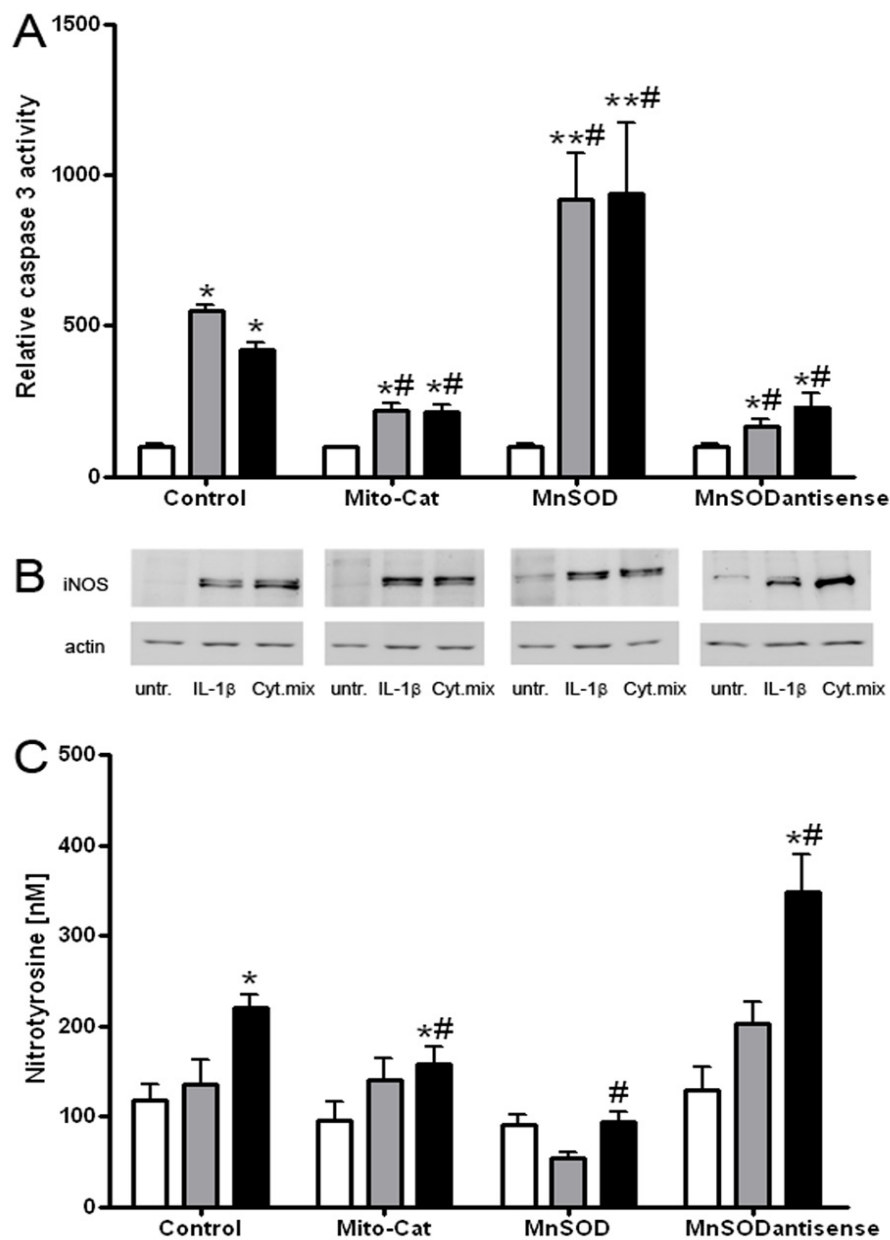 A
1500
1000
500
0
Relative caspase 3 activity
*
*
*#
*#
**#
**#
*#
*#
Control Mito-Cat MnSOD MnSODantisense
B
iNOS
actin
untr. IL-1β Cyt.mix untr. IL-1β Cyt.mix untr. IL-1β Cyt.mix untr. IL-1β Cyt.mix
C
500
400
300
200
100
0
Nitrotyrosine [nM]
*
*#
#
*#
Control Mito-Cat MnSOD MnSODantisense